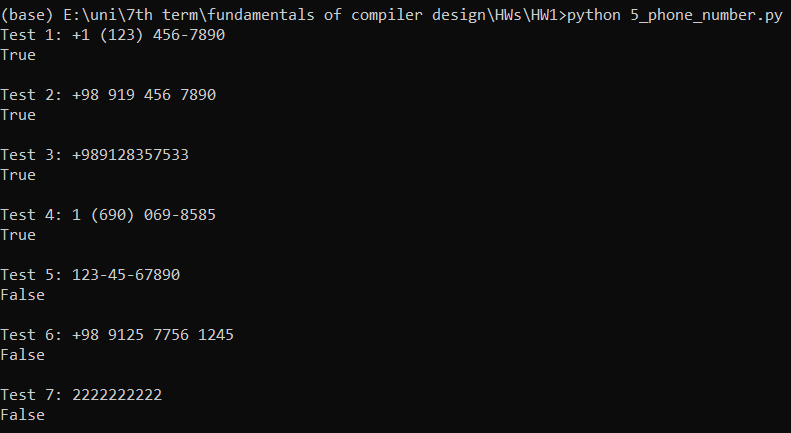 (base) E:\uni\7th term\fundamentals of compiler design\HWs\HW1>python 5_phone_number.py
Test 1: +1 (123) 456-7890
True
Test 2: +98 919 456 7890
True
Test 3: +989128357533
True
Test 4: 1 (690) 069-8585
True
Test 5: 123-45-67890
False
Test 6: +98 9125 7756 1245
False
Test 7: 2222222222
False